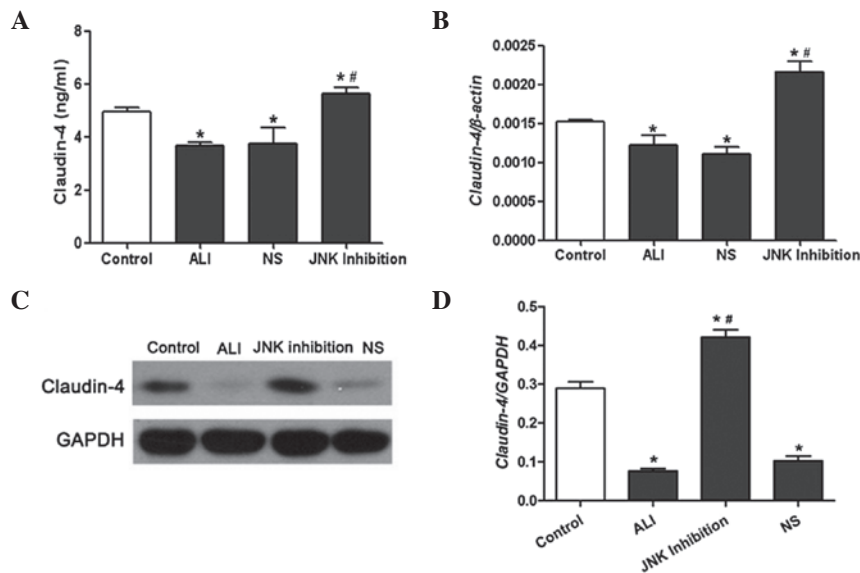 A
Claudin-4 (ng/ml)
8
6
4
2
0
*
*
* #
Control
ALI
NS
JNK Inhibition
B
Claudin-4/β-actin
0.0025
0.0020
0.0015
0.0010
0.0005
0.0000
*
*
* #
Control
ALI
NS
JNK Inhibition
C
Control ALI JNK inhibition NS
Claudin-4
GAPDH
D
Claudin-4/GAPDH
0.5
0.4
0.3
0.2
0.1
0.0
*
* #
*
Control
ALI
JNK Inhibition
NS